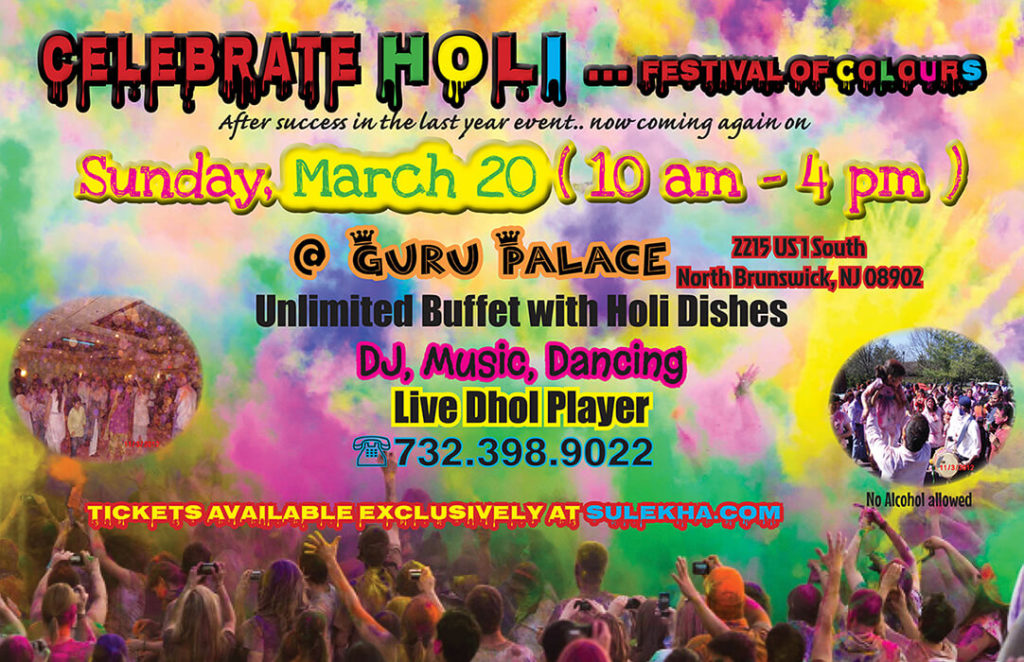 CELEBRATE HOLI ... FESTIVAL OF COLOURS
After success in the last year event.. now coming again on
Sunday, March 20 ( 10 am - 4 pm )
@ GURU PALACE
2215 US 1 South
North Brunswick, NJ 08902
Unlimited Buffet with Holi Dishes
DJ, Music, Dancing
Live Dhol Player
☏732.398.9022
No Alcohol allowed
TICKETS AVAILABLE EXCLUSIVELY AT SULEKHA.COM